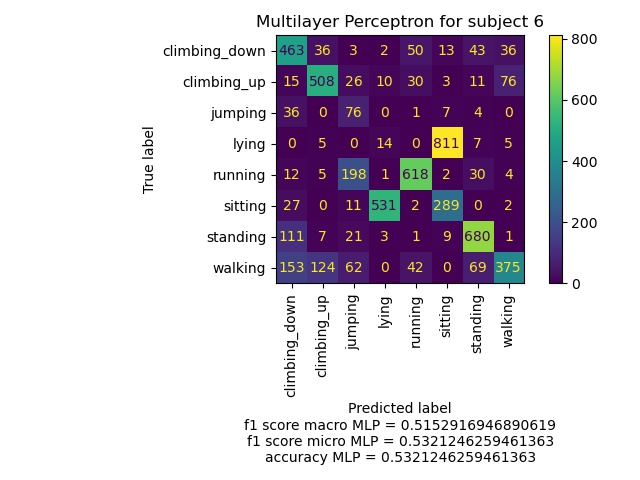 Multilayer Perceptron for subject 6
climbing_down 463 36 3 2 50 13 43 36
climbing_up 15 508 26 10 30 3 11 76
jumping 36 0 76 0 1 7 4 0
lying 0 5 0 14 0 811 7 5
running 12 5 198 1 618 2 30 4
sitting 27 0 11 531 2 289 0 2
standing 111 7 21 3 1 9 680 1
walking 153 124 62 0 42 0 69 375
True label
climbing_down climbing_up jumping lying running sitting standing walking
800
600
400
200
0
Predicted label
f1 score macro MLP = 0.5152916946890619
f1 score micro MLP = 0.5321246259461363
accuracy MLP = 0.5321246259461363